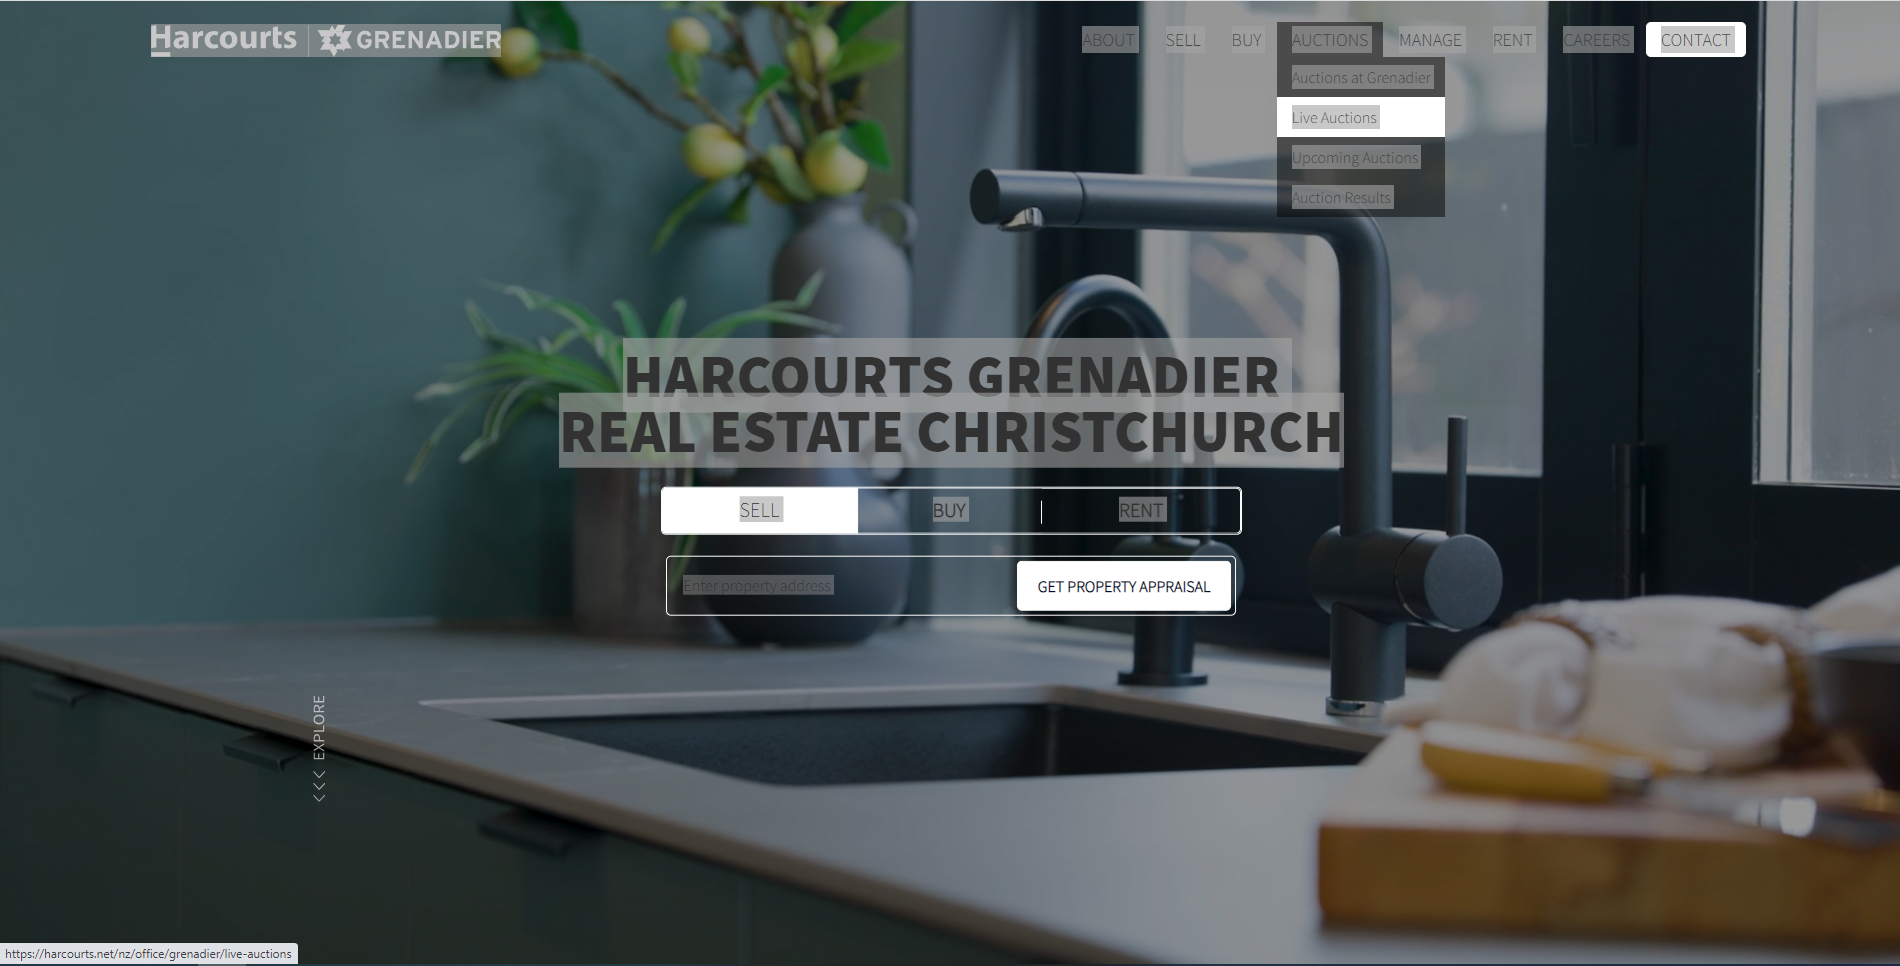 Harcourts GRENADIER
ABOUT SELL BUY AUCTIONS MANAGE RENT CAREERS CONTACT
Auctions at Grenadier
Live Auctions
Upcoming Auctions
Auction Results
HARCOURTS GRENADIER
REAL ESTATE CHRISTCHURCH
SELL BUY RENT
Enter property address GET PROPERTY APPRAISAL
EXPLORE
https://harcourts.net/nz/office/grenadier/live-auctions